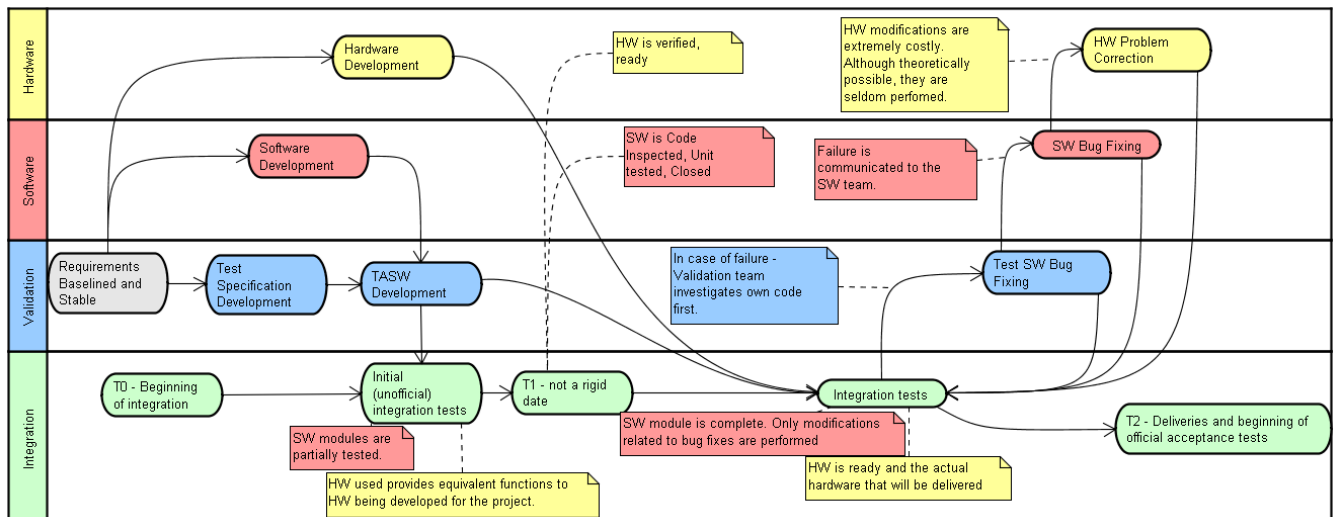 Hardware
Hardware
Development
HW is verified,
ready
HW modifications are
extremely costly.
Although theoretically
possible, they are
seldom perfomed.
HW Problem
Correction
Software
Software
Development
SW is Code
Inspected, Unit
tested, Closed
Failure is
communicated to the
SW team.
SW Bug Fixing
Validation
Requirements
Baselined and
Stable
Test
Specification
Development
TASW
Development
In case of failure -
Validation team
investigates own code
first.
Test SW Bug
Fixing
Integration
T0 - Beginning
of integration
Initial
(unofficial)
integration tests
T1 - not a rigid
date
Integration tests
T2 - Deliveries and beginning of
official acceptance tests
SW modules are
partially tested.
SW module is complete. Only modifications
related to bug fixes are performed
HW used provides equivalent functions to
HW being developed for the project.
HW is ready and the actual
hardware that will be delivered